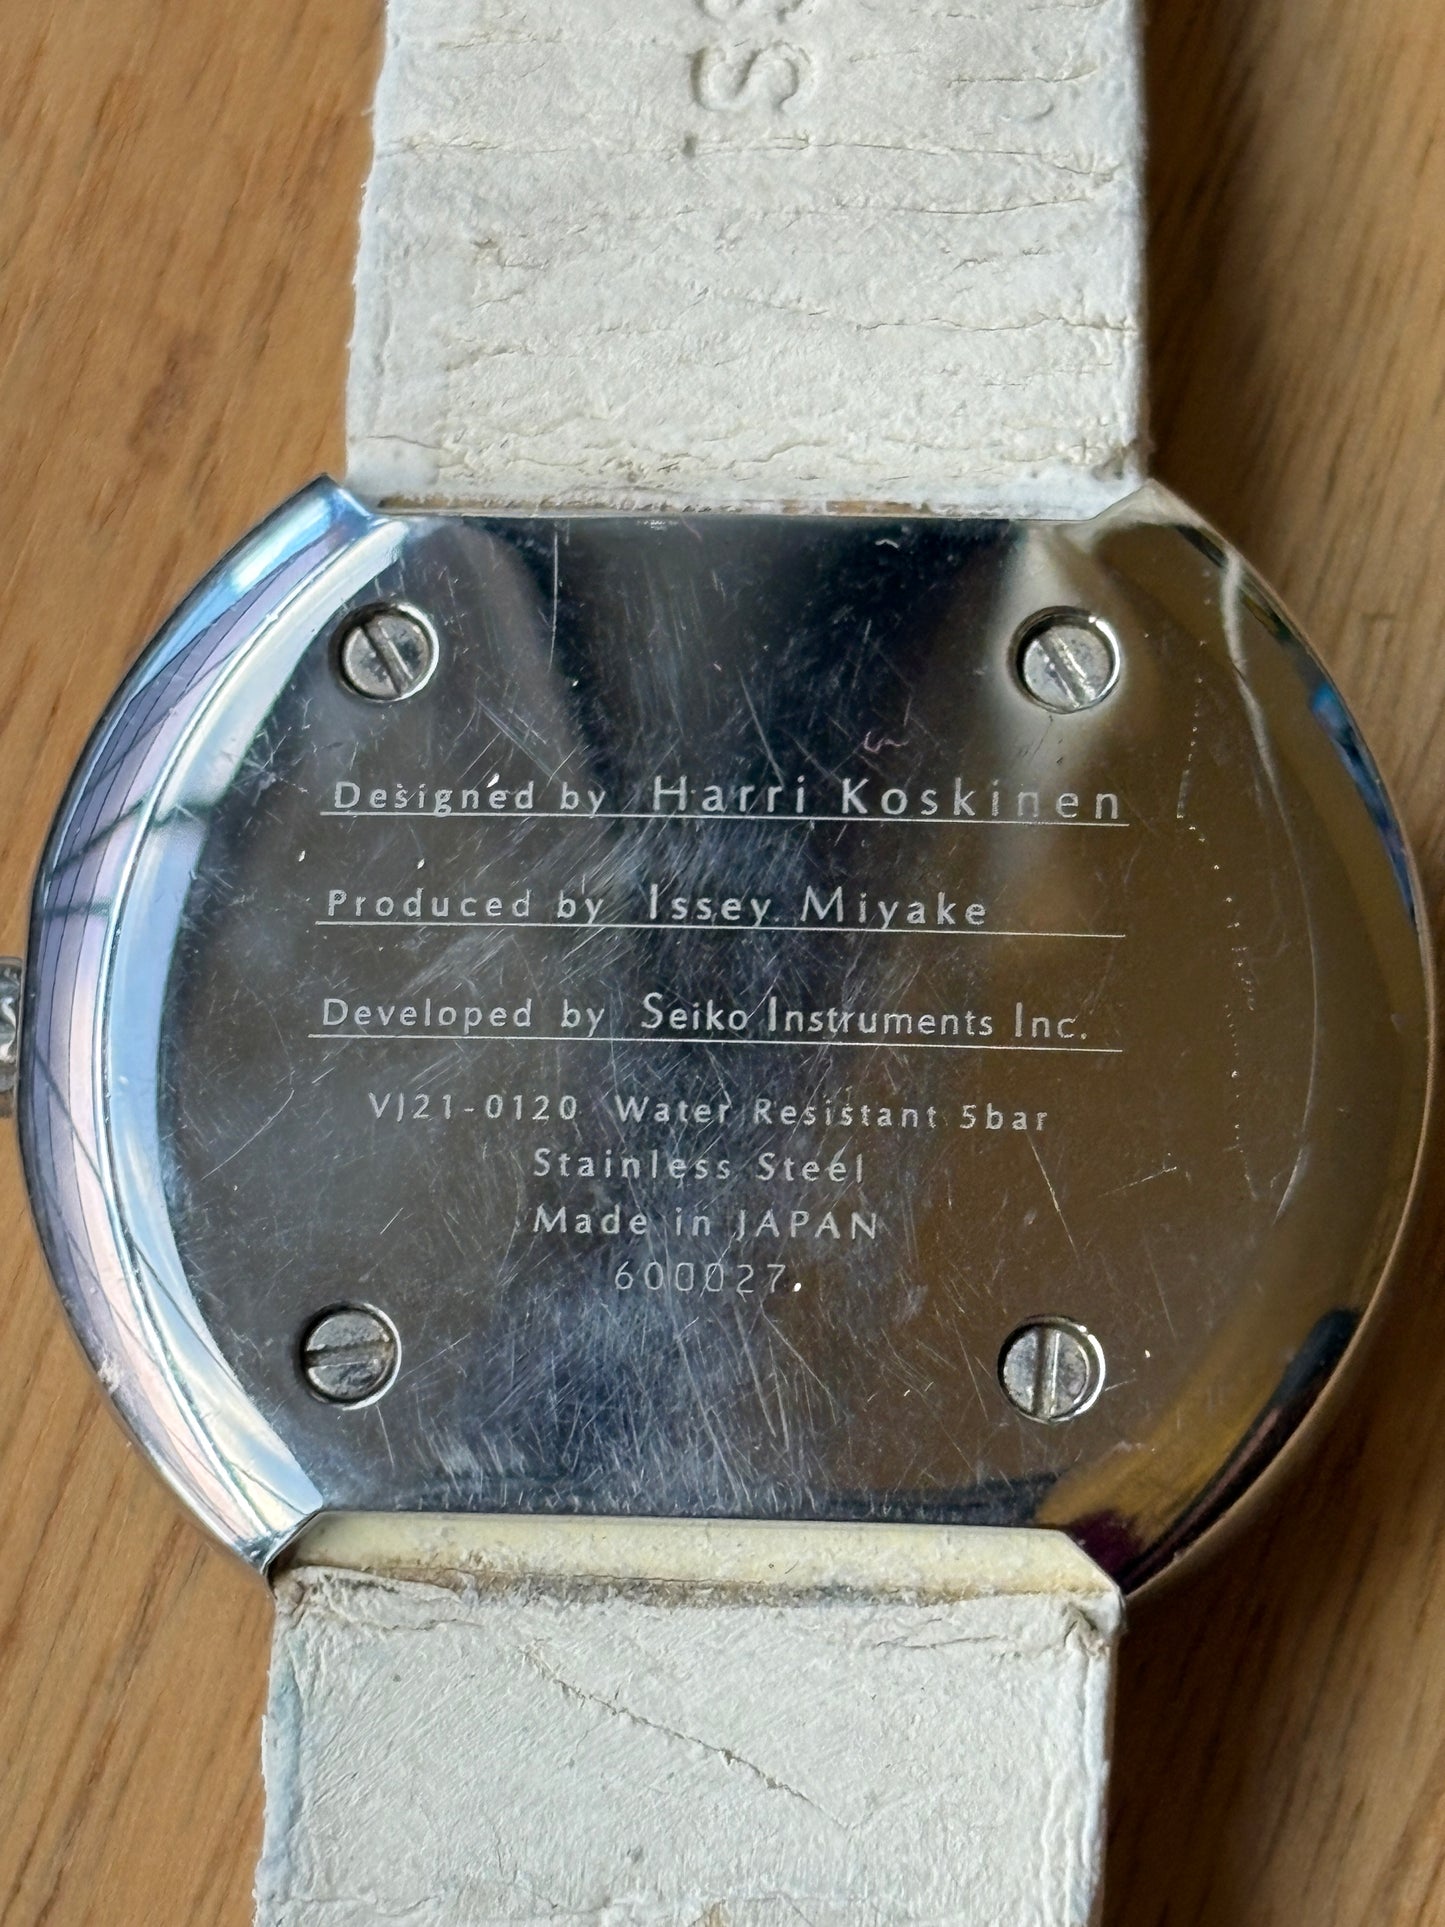 SS
Designed by Harri Koskinen
Produced by Issey Miyake
Developed by Seiko Instruments Inc.
VJ21-0120 Water Resistant 5bar
Stainless Steel
Made in JAPAN
600027